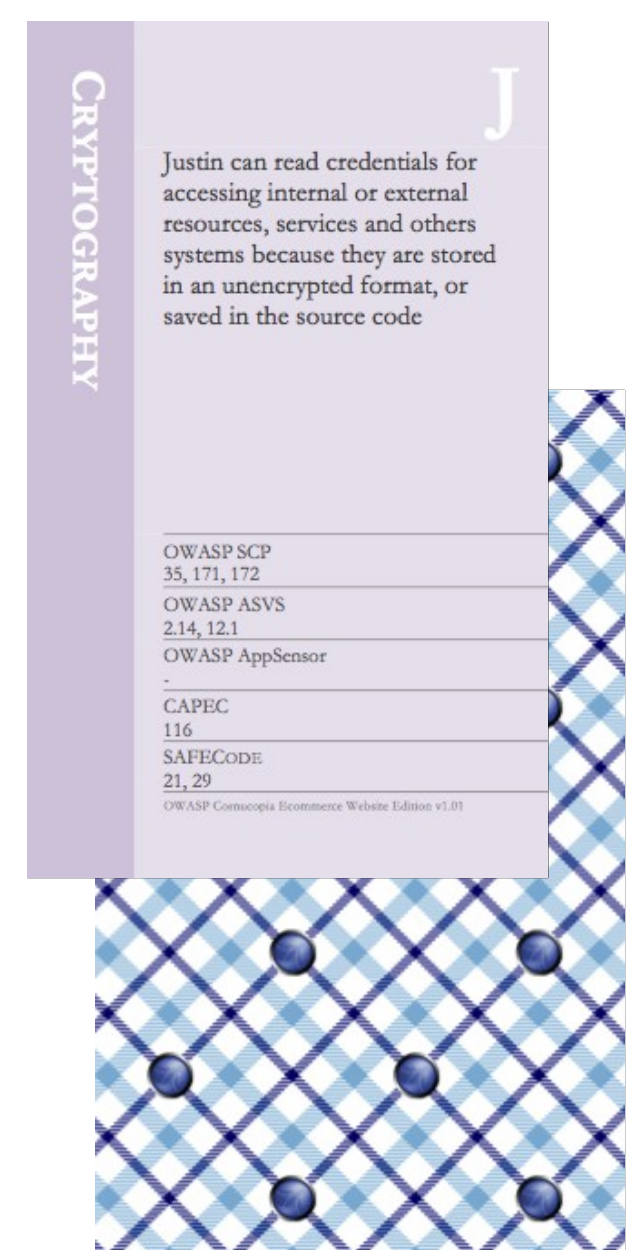 CRYPTOGRAPHY
J
Justin can read credentials for
accessing internal or external
resources, services and others
systems because they are stored
in an unencrypted format, or
saved in the source code
OWASP SCP
35, 171, 172
OWASP ASVS
2.14, 12.1
OWASP AppSensor
-
CAPEC
116
SAFECODE
21, 29
OWASP Cornucopia Ecommerce Website Edition v1.01